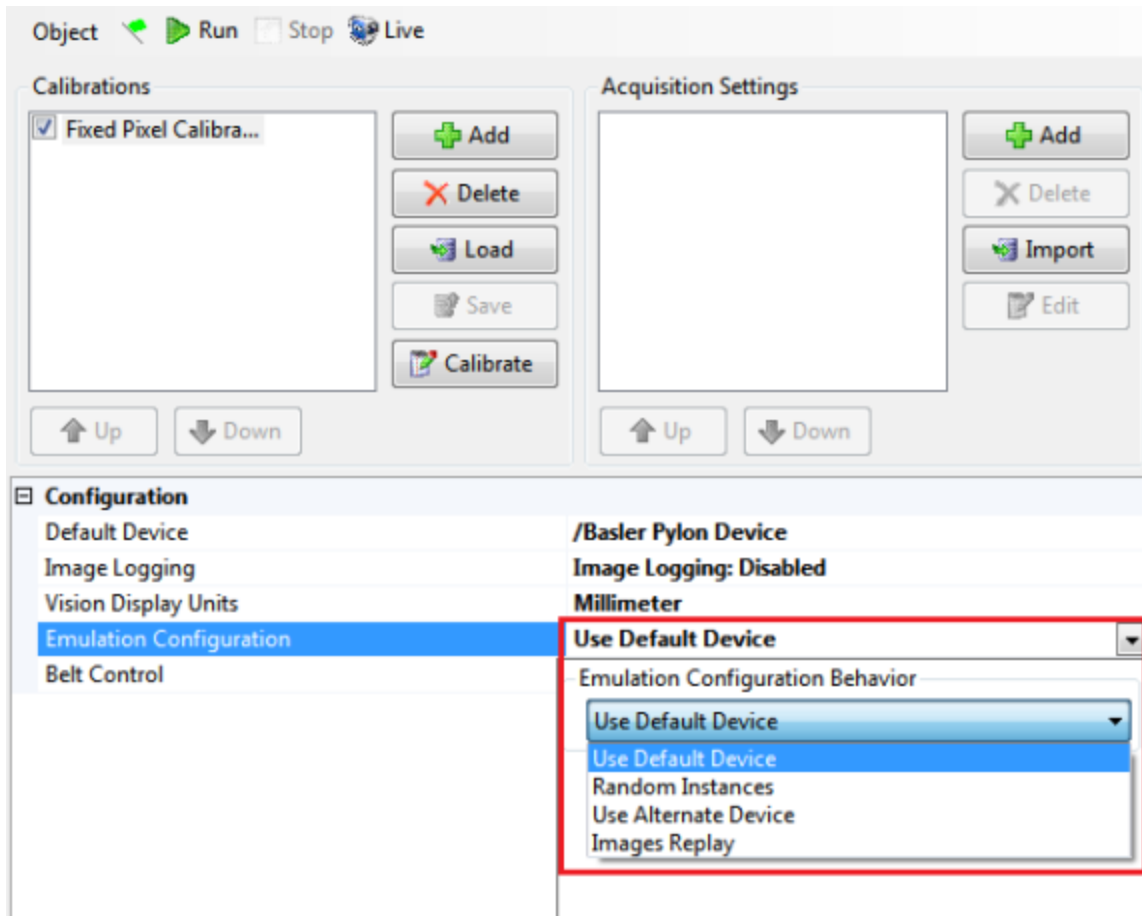 Object Run Stop Live
Calibrations
Fixed Pixel Calibra...
Add
Delete
Load
Save
Calibrate
Up Down
Acquisition Settings
Add
Delete
Import
Edit
Up Down
Configuration
Default Device /Basler Pylon Device
Image Logging Image Logging: Disabled
Vision Display Units Millimeter
Emulation Configuration Use Default Device
Belt Control
Emulation Configuration Behavior
Use Default Device
Use Default Device
Random Instances
Use Alternate Device
Images Replay